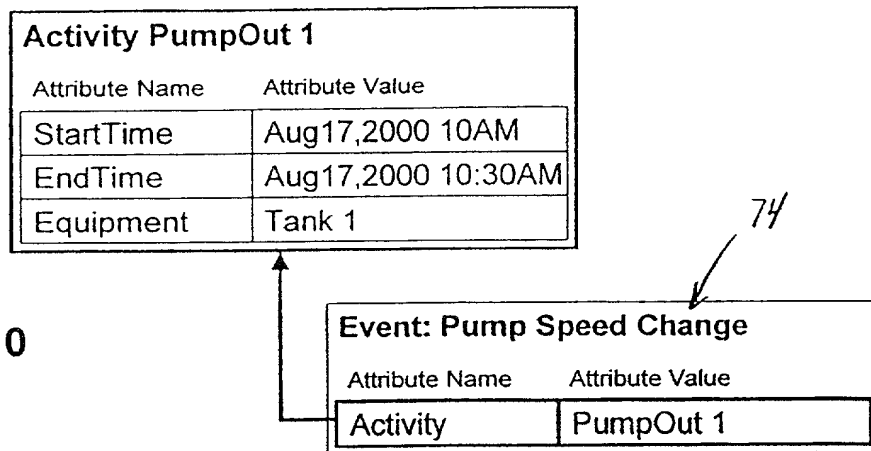 Activity PumpOut 1
Attribute Name Attribute Value
StartTime Aug17,2000 10AM
EndTime Aug17,2000 10:30AM
Equipment Tank 1
74
0
Event: Pump Speed Change
Attribute Name Attribute Value
Activity PumpOut 1